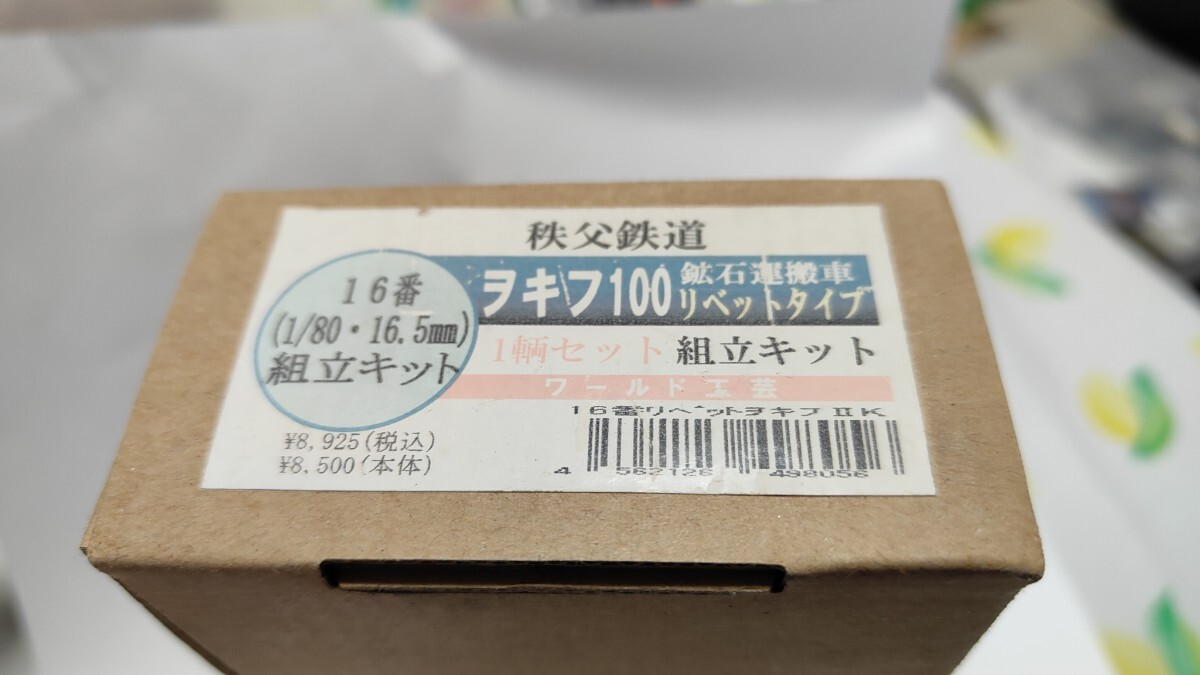 秩父鉄道
16番
(1/80・16.5mm)
組立キット
ヲキフ100
鉱石運搬車
リベットタイプ
1輌セット 組立キット
ワールド工芸
16番リベットヲキフⅡK
¥8,925(税込)
¥8,500(本体)
4 562126 498056